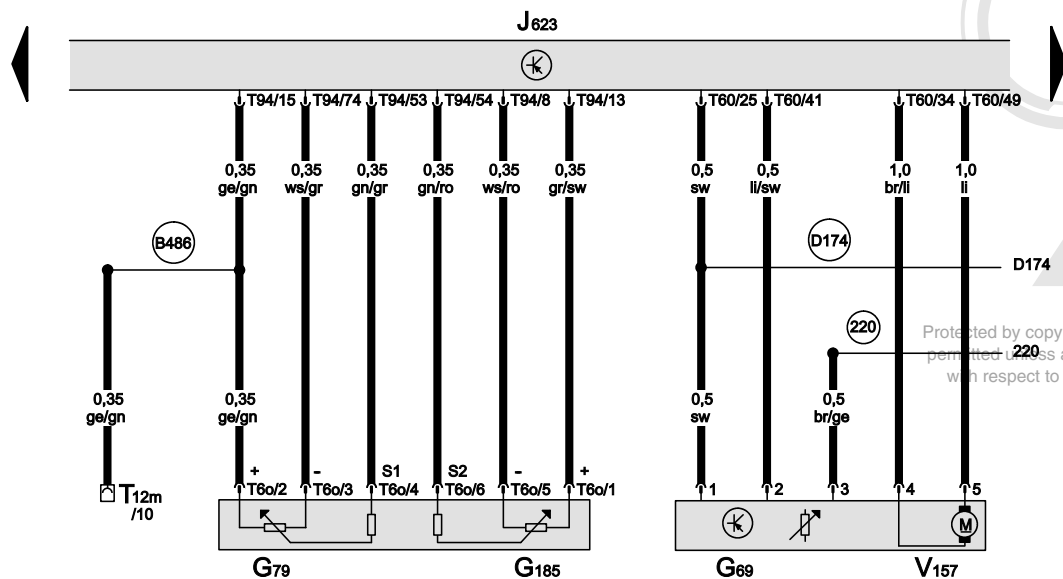 J623
T94/15 T94/74 T94/53 T94/54 T94/8 T94/13 T60/25 T60/41 T60/34 T60/49
0,35 0,35 0,35 0,35 0,35 0,35 0,5 0,5 1,0 1,0
ge/gn ws/gr gn/gr gn/ro ws/ro gr/sw sw li/sw br/li li
B486 D174
D174
220
Protected by copy
220
permitted unless a
with respect to
0,35 0,35 0,5 0,5
ge/gn ge/gn sw br/ge
+ - S1 S2 - +
T6o/2 T6o/3 T6o/4 T6o/6 T6o/5 T6o/1 1 2 3 4 5
T12m
/10
M
G79 G185 G69 V157